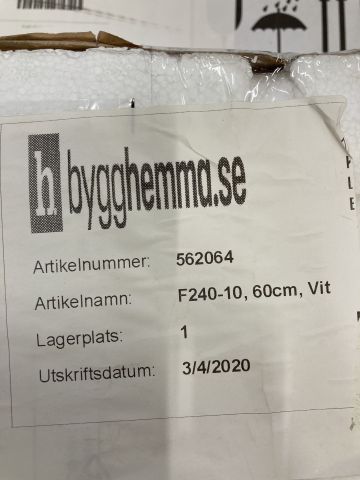 h bygghemma.se
Artikelnummer: 562064
Artikelnamn: F240-10, 60cm, Vit
Lagerplats: 1
Utskriftsdatum: 3/4/2020